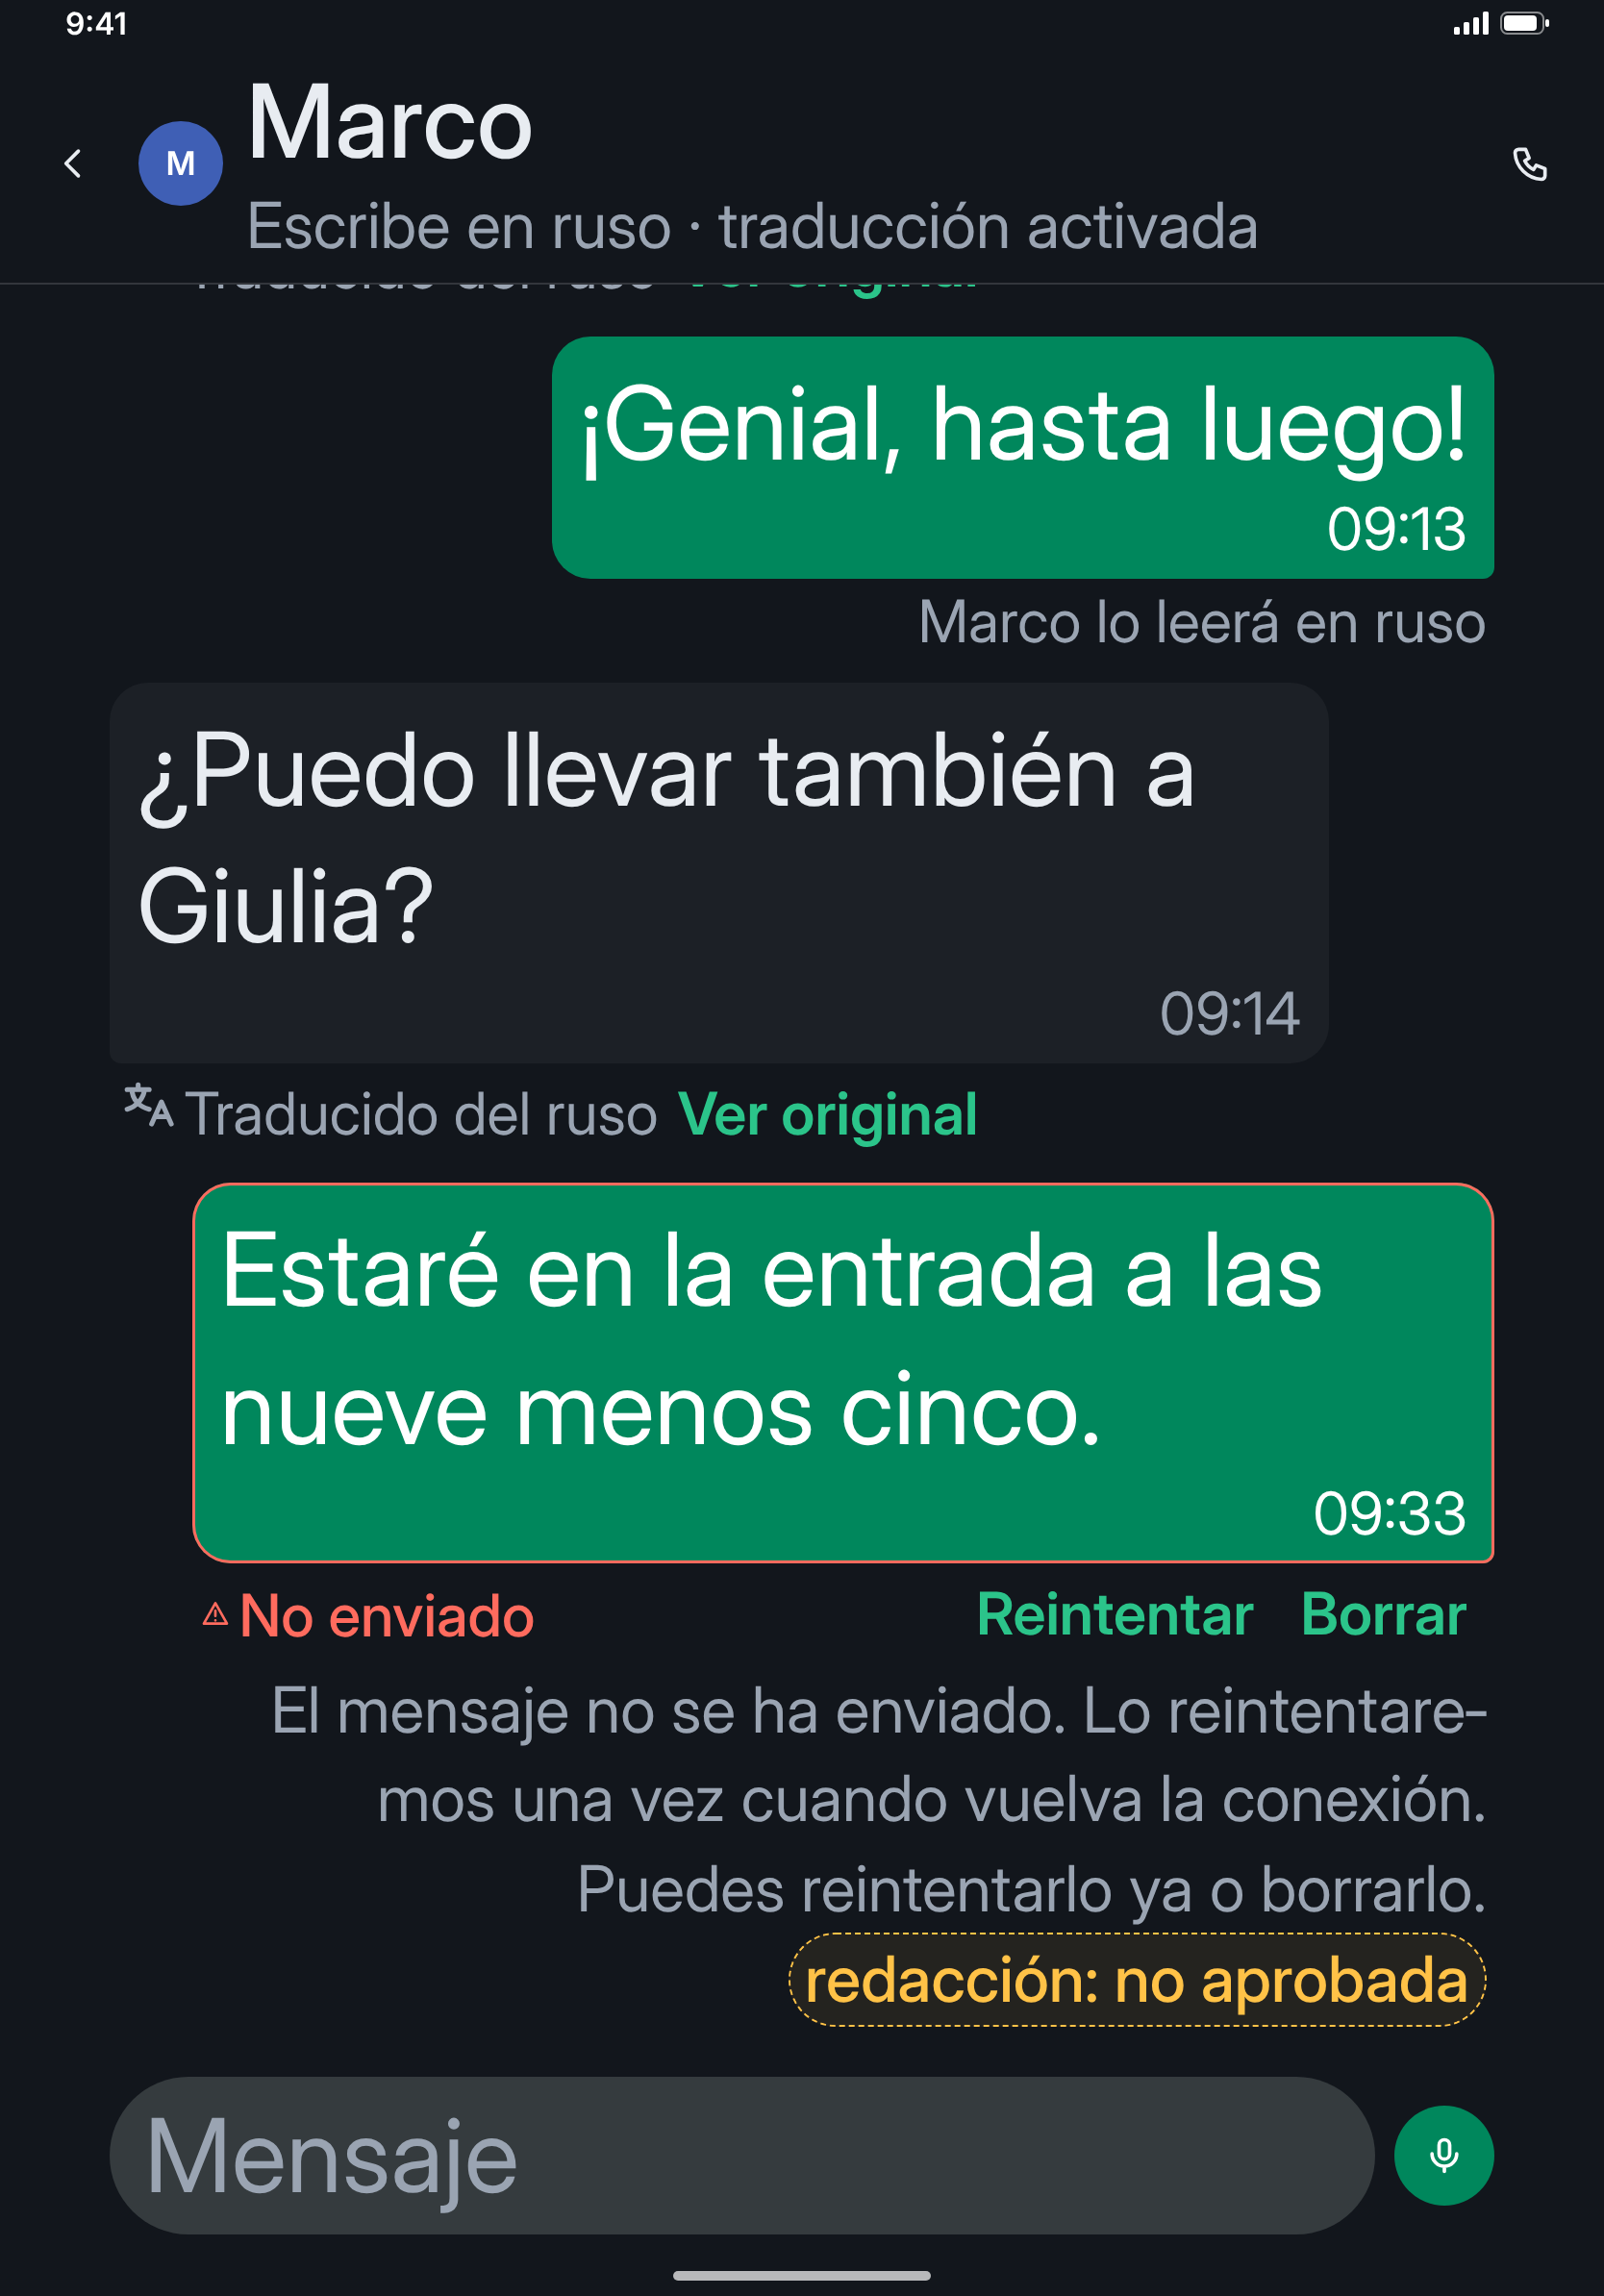 9:41
M
Marco
Escribe en ruso · traducción activada
Ver original
¡Genial, hasta luego!
09:13
Marco lo leerá en ruso
¿Puedo llevar también a
Giulia?
09:14
Traducido del ruso Ver original
Estaré en la entrada a las
nueve menos cinco.
09:33
No enviado Reintentar Borrar
El mensaje no se ha enviado. Lo reintentare-
mos una vez cuando vuelva la conexión.
Puedes reintentarlo ya o borrarlo.
redacción: no aprobada
Mensaje